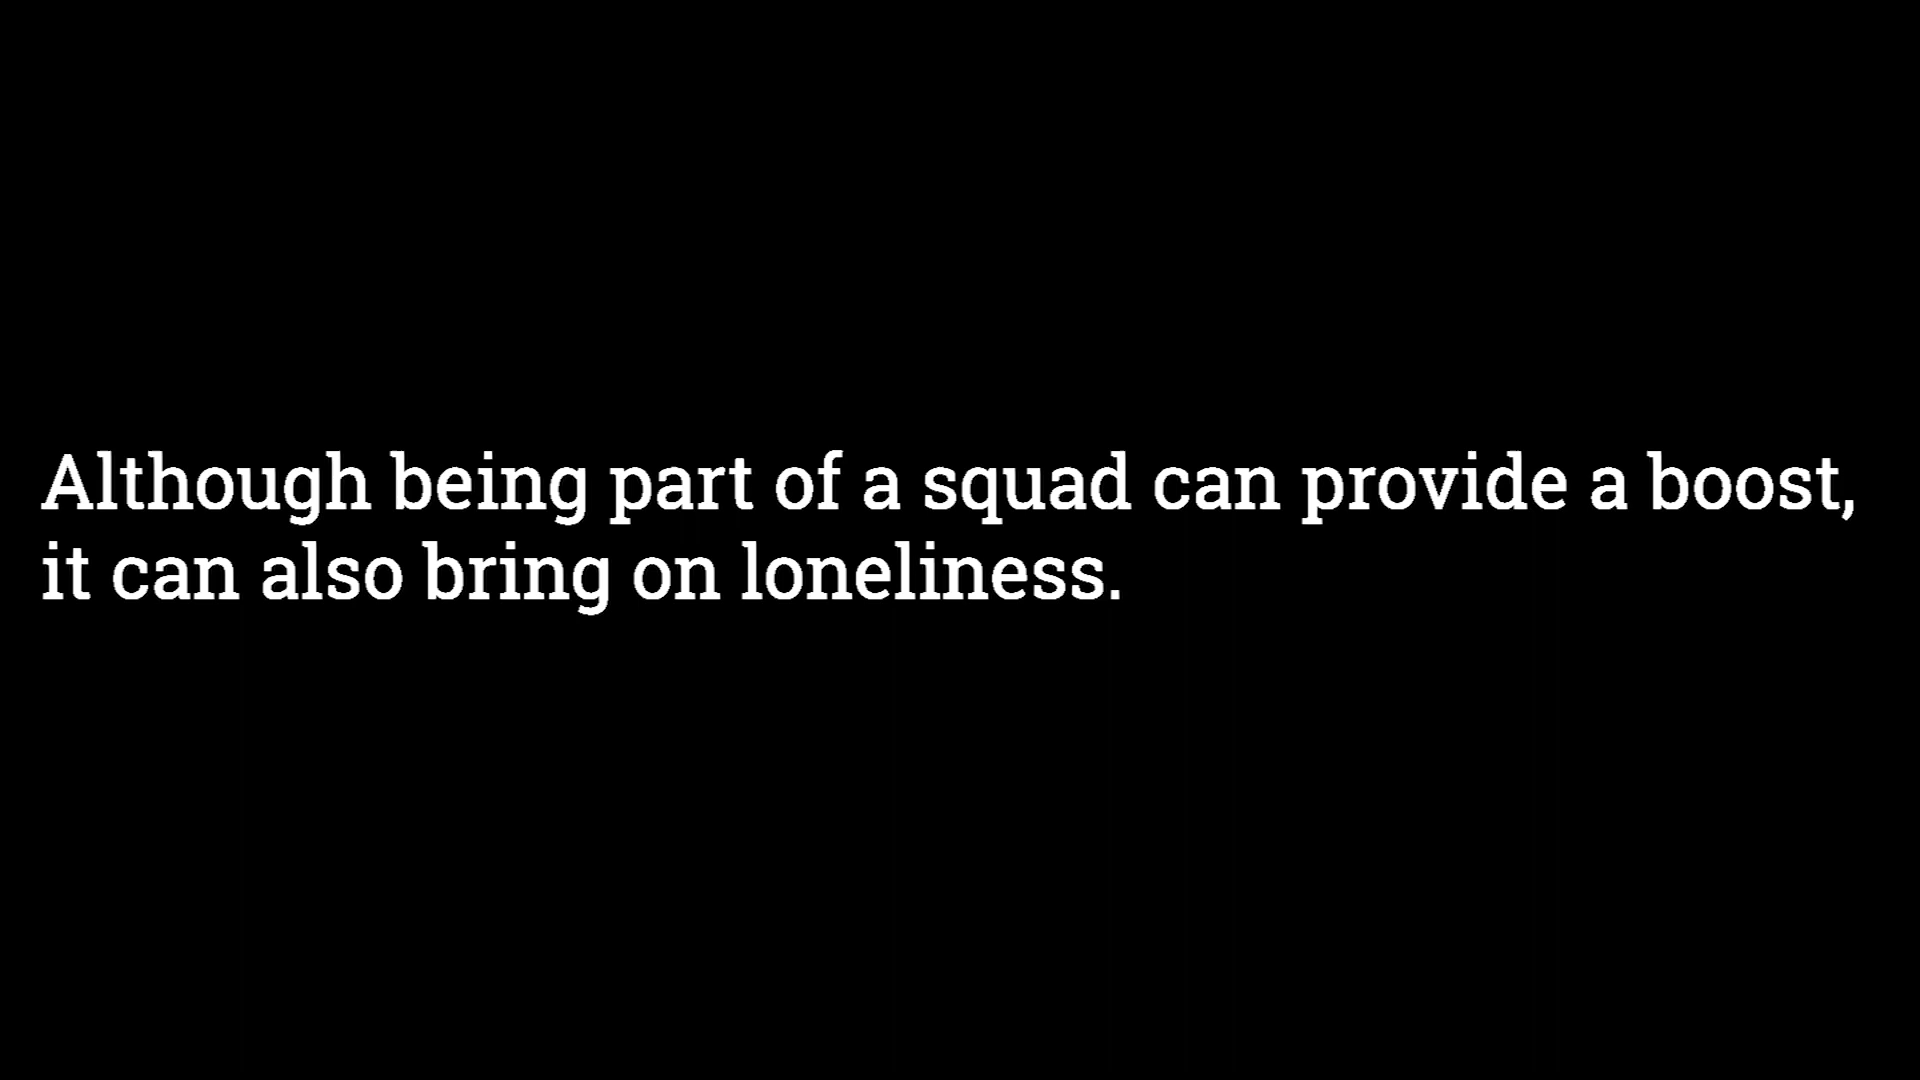 Although being part of a squad can provide a boost,
it can also bring on loneliness.